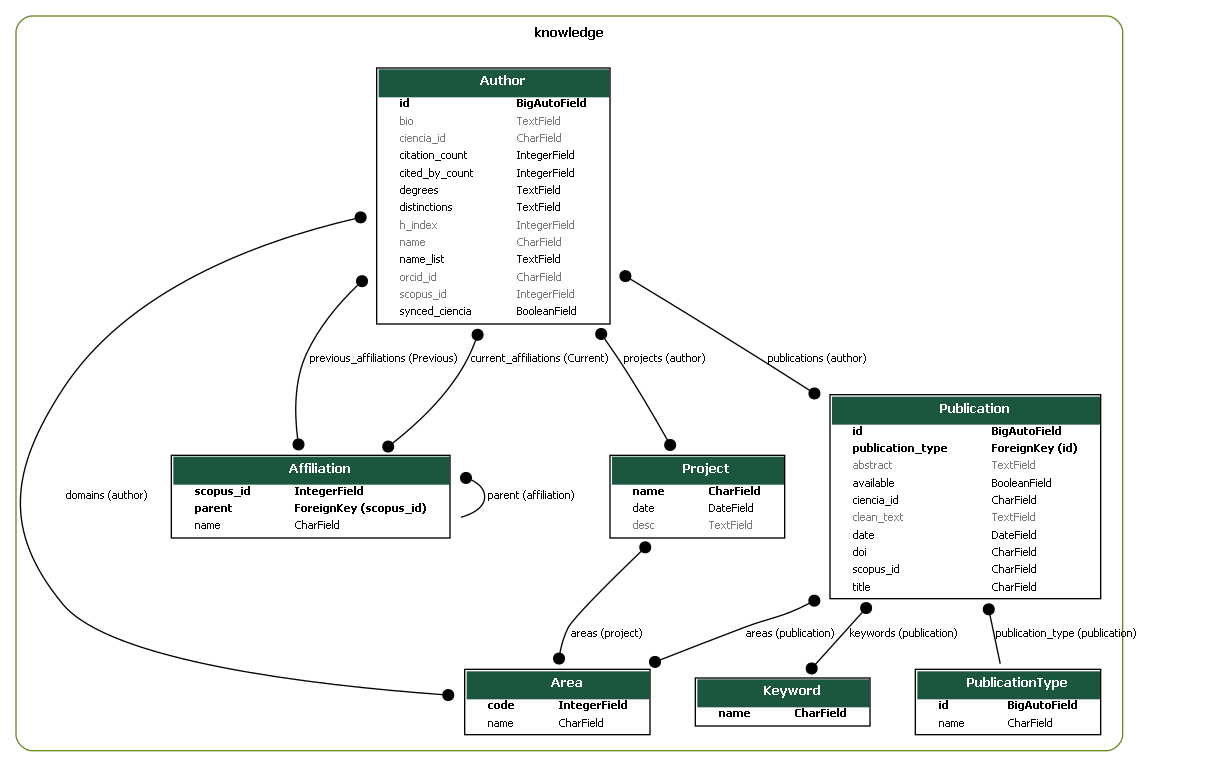 knowledge
Author
id BigAutoField
bio TextField
ciencia_id CharField
citation_count IntegerField
cited_by_count IntegerField
degrees TextField
distinctions TextField
h_index IntegerField
name CharField
name_list TextField
orcid_id CharField
scopus_id IntegerField
synced_ciencia BooleanField
previous_affiliations (Previous)
current_affiliations (Current)
projects (author)
publications (author)
Publication
id BigAutoField
publication_type ForeignKey (id)
abstract TextField
available BooleanField
ciencia_id CharField
clean_text TextField
date DateField
doi CharField
scopus_id CharField
title CharField
Affiliation
scopus_id IntegerField
parent ForeignKey (scopus_id)
name CharField
parent (affiliation)
Project
name CharField
date DateField
desc TextField
domains (author)
areas (project)
areas (publication)
keywords (publication)
publication_type (publication)
Area
code IntegerField
name CharField
Keyword
name CharField
PublicationType
id BigAutoField
name CharField